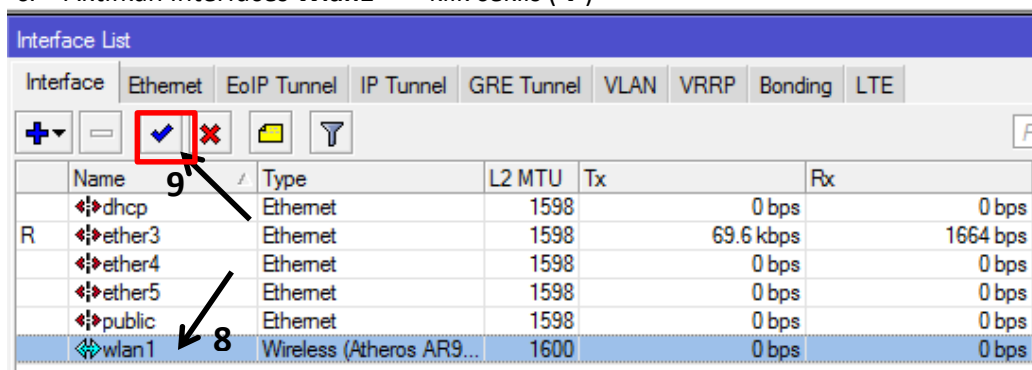 Interface List
Interface Ethernet EoIP Tunnel IP Tunnel GRE Tunnel VLAN VRRP Bonding LTE
9
Name Type L2 MTU Tx Rx
dhcp Ethernet 1598 0 bps 0 bps
R ether3 Ethernet 1598 69.6 kbps 1664 bps
ether4 Ethernet 1598 0 bps 0 bps
ether5 Ethernet 1598 0 bps 0 bps
public Ethernet 1598 0 bps 0 bps
wlan1 8 Wireless (Atheros AR9... 1600 0 bps 0 bps